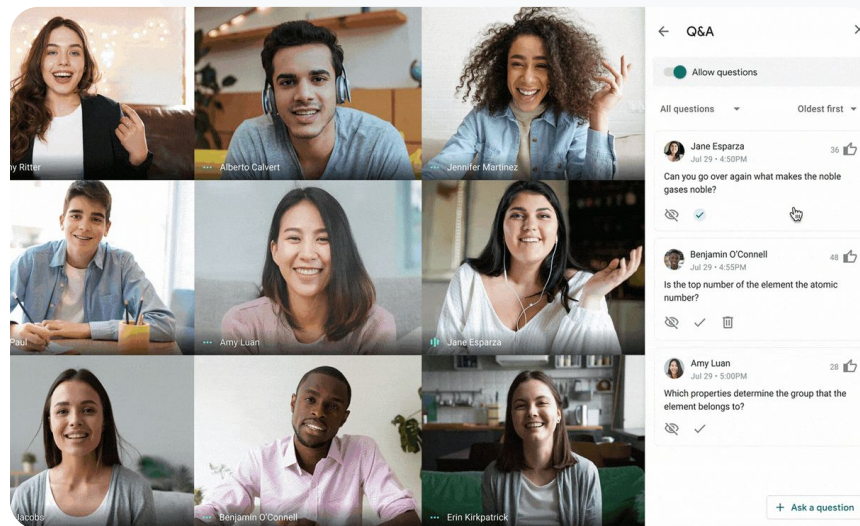 Q&A
Allow questions
All questions
Oldest first
Jane Esparza
36
Jul 29 • 4:50PM
Can you go over again what makes the noble
gases noble?
Benjamin O'Connell
48
Jul 29 • 4:55PM
Is the top number of the element the atomic
number?
Amy Luan
28
Jul 29 • 5:00PM
Which properties determine the group that the
element belongs to?
+ Ask a question
y Ritter
Alberto Calvert
Jennifer Martinez
Paul
Amy Luan
Jane Esparza
Jacobs
Benjamin O'Connell
Erin Kirkpatrick